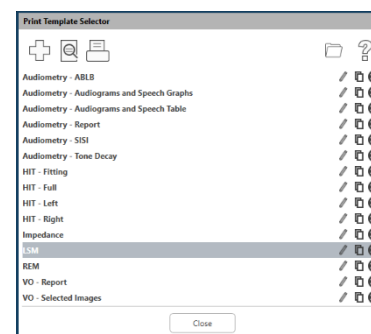 Print Template Selector
?
Audiometry - ABLB
Audiometry - Audiograms and Speech Graphs
Audiometry - Audiograms and Speech Table
Audiometry - Report
Audiometry - SISI
Audiometry - Tone Decay
HIT - Fitting
HIT - Full
HIT - Left
HIT - Right
Impedance
LSM
REM
VO - Report
VO - Selected Images
Close